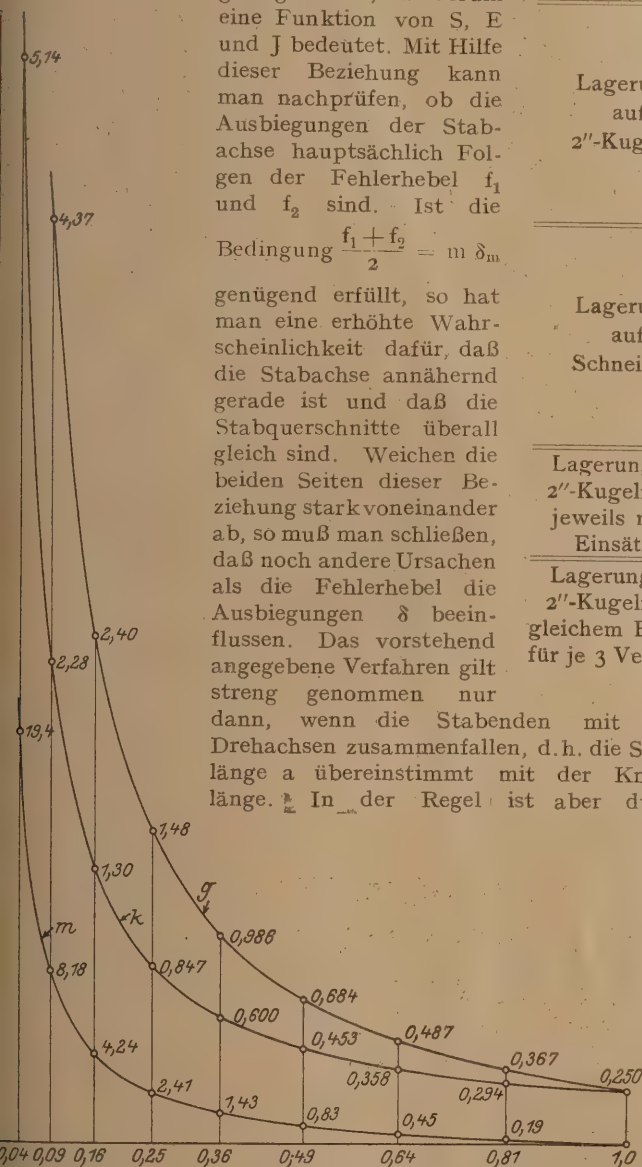 eine Funktion von S, E
und J bedeutet. Mit Hilfe
dieser Beziehung kann
man nachprüfen, ob die
Ausbiegungen der Stab-
achse hauptsächlich Fol-
gen der Fehlerhebel f₁
und f₂ sind. Ist die
Bedingung (f₁ + f₂)/2 = m δₘ
genügend erfüllt, so hat
man eine erhöhte Wahr-
scheinlichkeit dafür, daß
die Stabachse annähernd
gerade ist und daß die
Stabquerschnitte überall
gleich sind. Weichen die
beiden Seiten dieser Be-
ziehung stark voneinander
ab, so muß man schließen,
daß noch andere Ursachen
als die Fehlerhebel die
Ausbiegungen δ beein-
flussen. Das vorstehend
angegebene Verfahren gilt
streng genommen nur
dann, wenn die Stabenden mit
Drehachsen zusammenfallen, d.h. die S
länge a übereinstimmt mit der Kn
länge. In der Regel ist aber d
Lageru
auf
2″-Kug
Lageru
auf
Schnei
Lagerun
2″-Kugel
jeweils
Einsät
Lagerung
2″-Kugel
gleichem E
für je 3 Ve
5,14
4,37
2,40
2,28
19,4
1,48
1,30
g
m
k
0,986
8,18
0,847
0,684
0,600
0,487
0,453
4,24
0,367
0,358
0,250
0,294
2,41
1,43
0,83
0,45
0,19
0,04 0,09 0,16 0,25 0,36 0,49 0,64 0,81 1,0